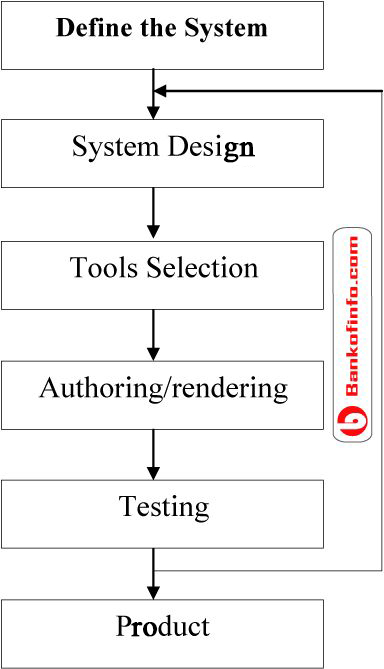 Define the System
System Design
Tools Selection
Bankofinfo.com
Authoring/rendering
Testing
Product